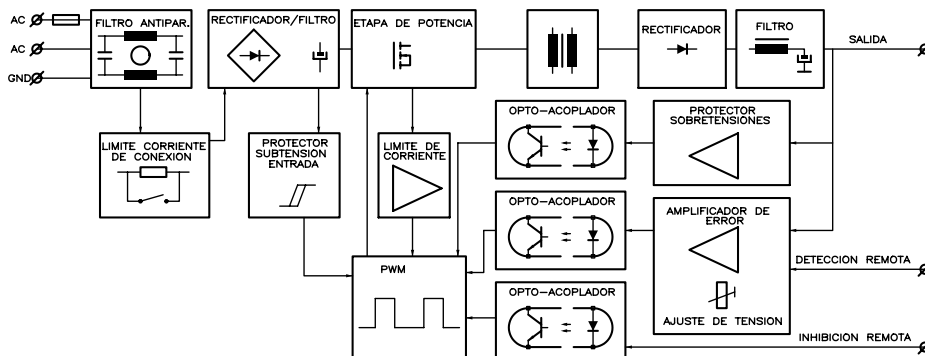 AC
AC
GND
FILTRO ANTIPAR.
RECTIFICADOR/FILTRO
ETAPA DE POTENCIA
RECTIFICADOR
FILTRO
SALIDA
LIMITE CORRIENTE
DE CONEXION
PROTECTOR
SUBTENSION
ENTRADA
LIMITE DE
CORRIENTE
OPTO-ACOPLADOR
PROTECTOR
SOBRETENSIONES
OPTO-ACOPLADOR
AMPLIFICADOR DE
ERROR
AJUSTE DE TENSION
DETECCION REMOTA
PWM
OPTO-ACOPLADOR
INHIBICION REMOTA